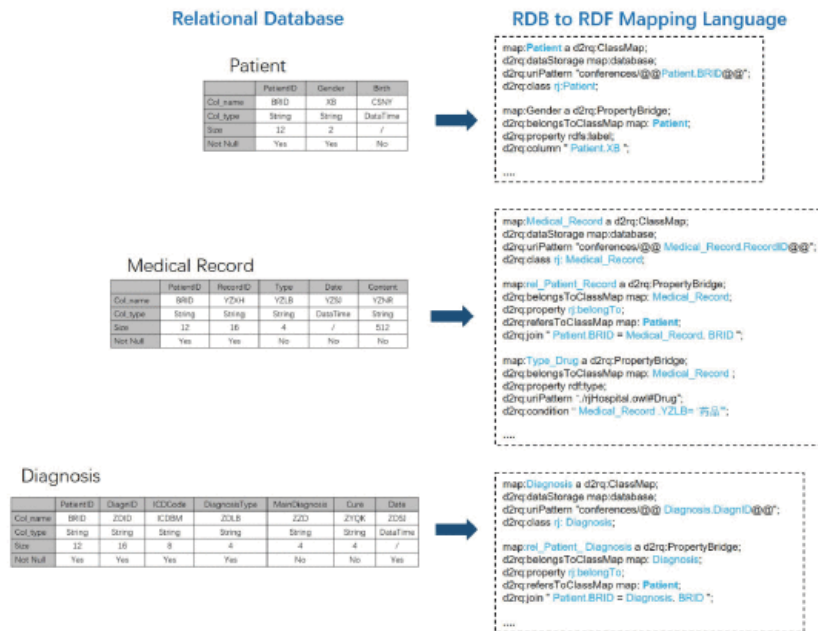 Relational Database
RDB to RDF Mapping Language
Patient
PatientID Gender Birth
Col_name BRID XB CSNY
Col_type String String DataTime
Size 12 2 /
Not Null Yes Yes No
map:Patient a d2rq:ClassMap;
d2rq:dataStorage map:database;
d2rq:uriPattern "conferences/@@Patient.BRID@@";
d2rq:class rj:Patient;
map:Gender a d2rq:PropertyBridge;
d2rq:belongsToClassMap map: Patient;
d2rq:property rdfs:label;
d2rq:column " Patient.XB ";
....
Medical Record
PatientID RecordID Type Date Content
Col_name BRID YZXH YZLB YZSJ YZNR
Col_type String String String DataTime String
Size 12 16 4 / 512
Not Null Yes Yes No No No
map:Medical_Record a d2rq:ClassMap;
d2rq:dataStorage map:database;
d2rq:uriPattern "conferences/@@ Medical_Record.RecordID@@";
d2rq:class rj: Medical_Record;
map:rel_Patient_Record a d2rq:PropertyBridge;
d2rq:belongsToClassMap map: Medical_Record;
d2rq:property rj:belongTo;
d2rq:refersToClassMap map: Patient;
d2rq:join " Patient.BRID = Medical_Record. BRID ";
map:Type_Drug a d2rq:PropertyBridge;
d2rq:belongsToClassMap map: Medical_Record ;
d2rq:property rdf:type;
d2rq:uriPattern "./rjHospital.owl#Drug";
d2rq:condition " Medical_Record .YZLB= '药品'";
....
Diagnosis
PatientID DiagnID ICDCode DiagnosisType MainDiagnosis Cure Date
Col_name BRID ZDID ICDBM ZDLB ZZD ZYQK ZDSJ
Col_type String String String String String String DataTime
Size 12 16 8 4 4 4 /
Not Null Yes Yes Yes Yes No No Yes
map:Diagnosis a d2rq:ClassMap;
d2rq:dataStorage map:database;
d2rq:uriPattern "conferences/@@ Diagnosis.DiagnID@@";
d2rq:class rj: Diagnosis;
map:rel_Patient_ Diagnosis a d2rq:PropertyBridge;
d2rq:belongsToClassMap map: Diagnosis;
d2rq:property rj:belongTo;
d2rq:refersToClassMap map: Patient;
d2rq:join " Patient.BRID = Diagnosis. BRID ";
....